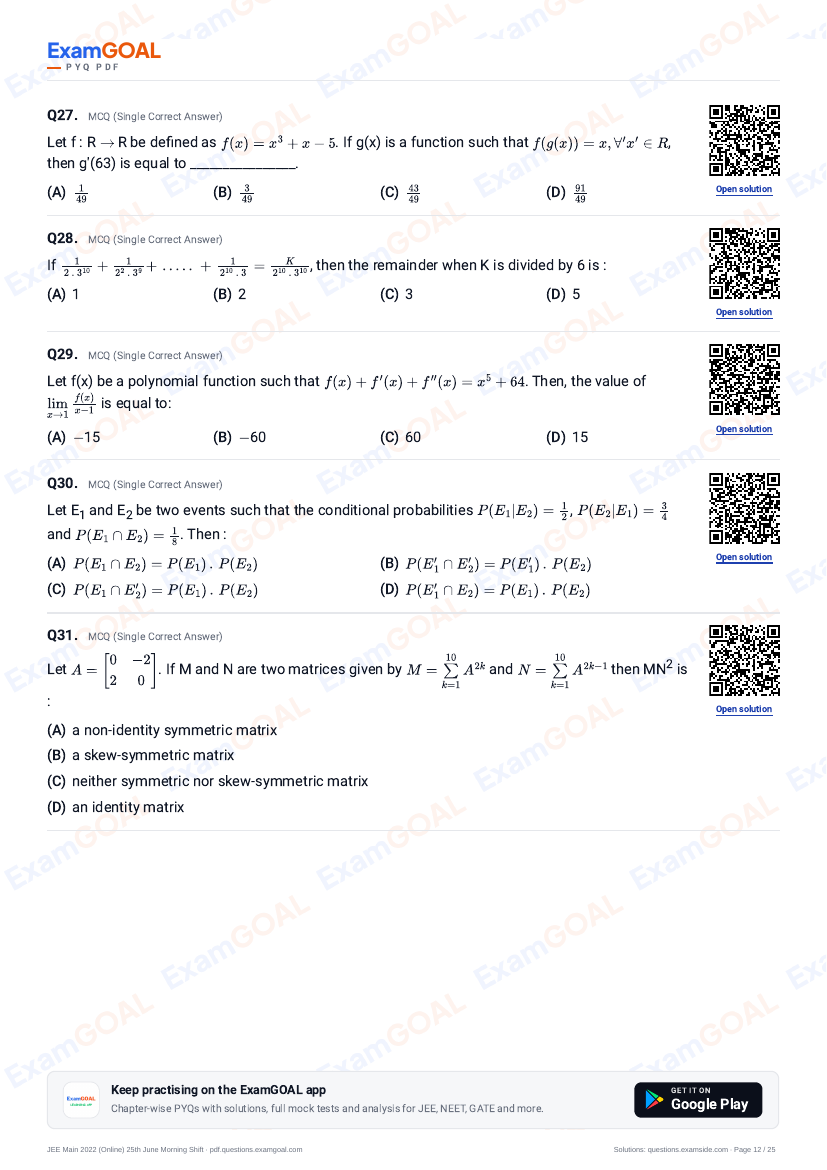 ExamGOAL
PYQ PDF
Q27. MCQ (Single Correct Answer)
Let f : R → R be defined as f(x) = x³ + x − 5. If g(x) is a function such that f(g(x)) = x, ∀′x′ ∈ R,
then g'(63) is equal to ________________.
(A) 1/49 (B) 3/49 (C) 43/49 (D) 91/49
Open solution
Q28. MCQ (Single Correct Answer)
If 1/(2 . 3¹⁰) + 1/(2² . 3⁹) + . . . . . + 1/(2¹⁰ . 3) = K/(2¹⁰ . 3¹⁰), then the remainder when K is divided by 6 is :
(A) 1 (B) 2 (C) 3 (D) 5
Open solution
Q29. MCQ (Single Correct Answer)
Let f(x) be a polynomial function such that f(x) + f′(x) + f″(x) = x⁵ + 64. Then, the value of
lim x→1 f(x)/(x−1) is equal to:
(A) −15 (B) −60 (C) 60 (D) 15
Open solution
Q30. MCQ (Single Correct Answer)
Let E₁ and E₂ be two events such that the conditional probabilities P(E₁|E₂) = 1/2, P(E₂|E₁) = 3/4
and P(E₁ ∩ E₂) = 1/8. Then :
(A) P(E₁ ∩ E₂) = P(E₁) . P(E₂) (B) P(E′₁ ∩ E′₂) = P(E′₁) . P(E₂)
(C) P(E₁ ∩ E′₂) = P(E₁) . P(E₂) (D) P(E′₁ ∩ E₂) = P(E₁) . P(E₂)
Open solution
Q31. MCQ (Single Correct Answer)
Let A = [0 −2; 2 0]. If M and N are two matrices given by M = ∑_{k=1}^{10} A^{2k} and N = ∑_{k=1}^{10} A^{2k−1} then MN² is
:
(A) a non-identity symmetric matrix
(B) a skew-symmetric matrix
(C) neither symmetric nor skew-symmetric matrix
(D) an identity matrix
Open solution
Keep practising on the ExamGOAL app
Chapter-wise PYQs with solutions, full mock tests and analysis for JEE, NEET, GATE and more.
GET IT ON
Google Play
JEE Main 2022 (Online) 25th June Morning Shift · pdf.questions.examgoal.com
Solutions: questions.examside.com · Page 12 / 25